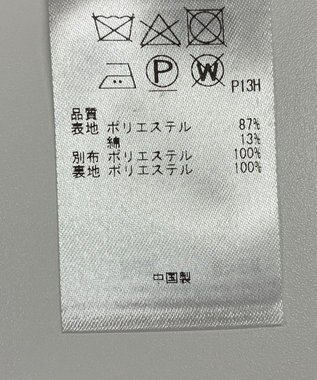 P W P13H
品質
表地 ポリエステル 87%
綿 13%
別布 ポリエステル 100%
裏地 ポリエステル 100%
中国製